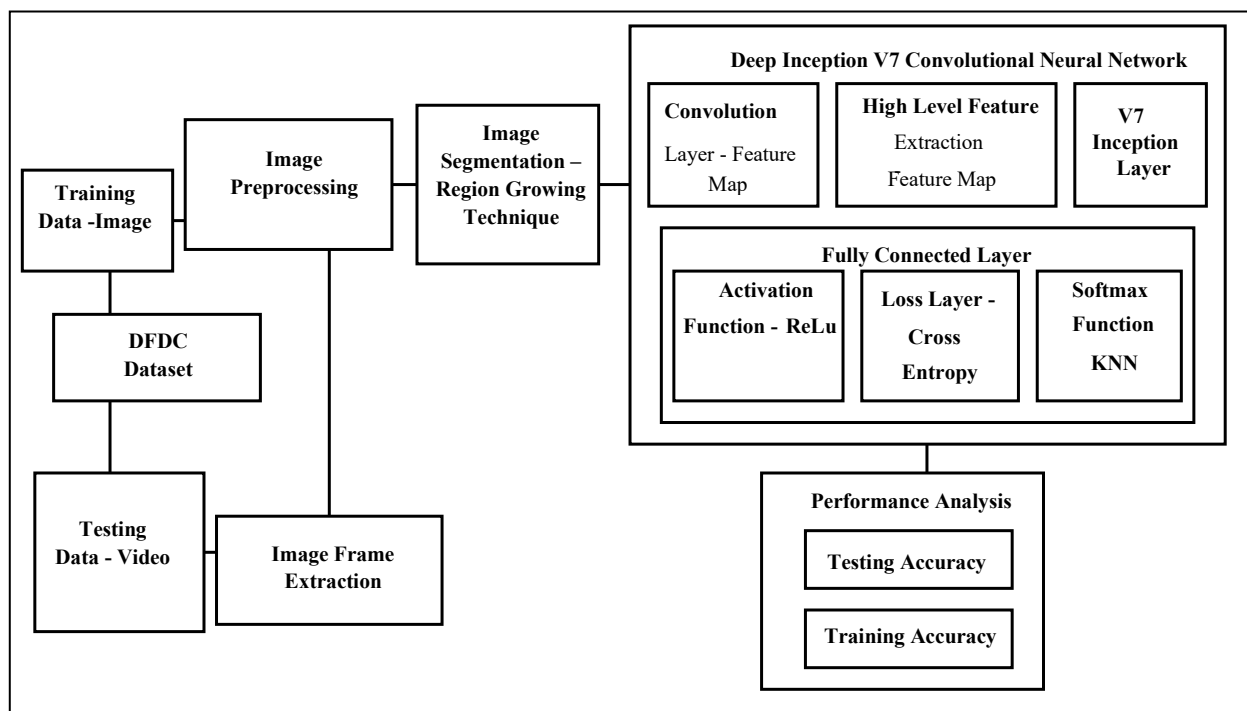 Deep Inception V7 Convolutional Neural Network
Convolution
Layer - Feature
Map
High Level Feature
Extraction
Feature Map
V7
Inception
Layer
Image
Segmentation –
Region Growing
Technique
Image
Preprocessing
Training
Data -Image
DFDC
Dataset
Testing
Data - Video
Image Frame
Extraction
Fully Connected Layer
Activation
Function - ReLu
Loss Layer -
Cross
Entropy
Softmax
Function
KNN
Performance Analysis
Testing Accuracy
Training Accuracy